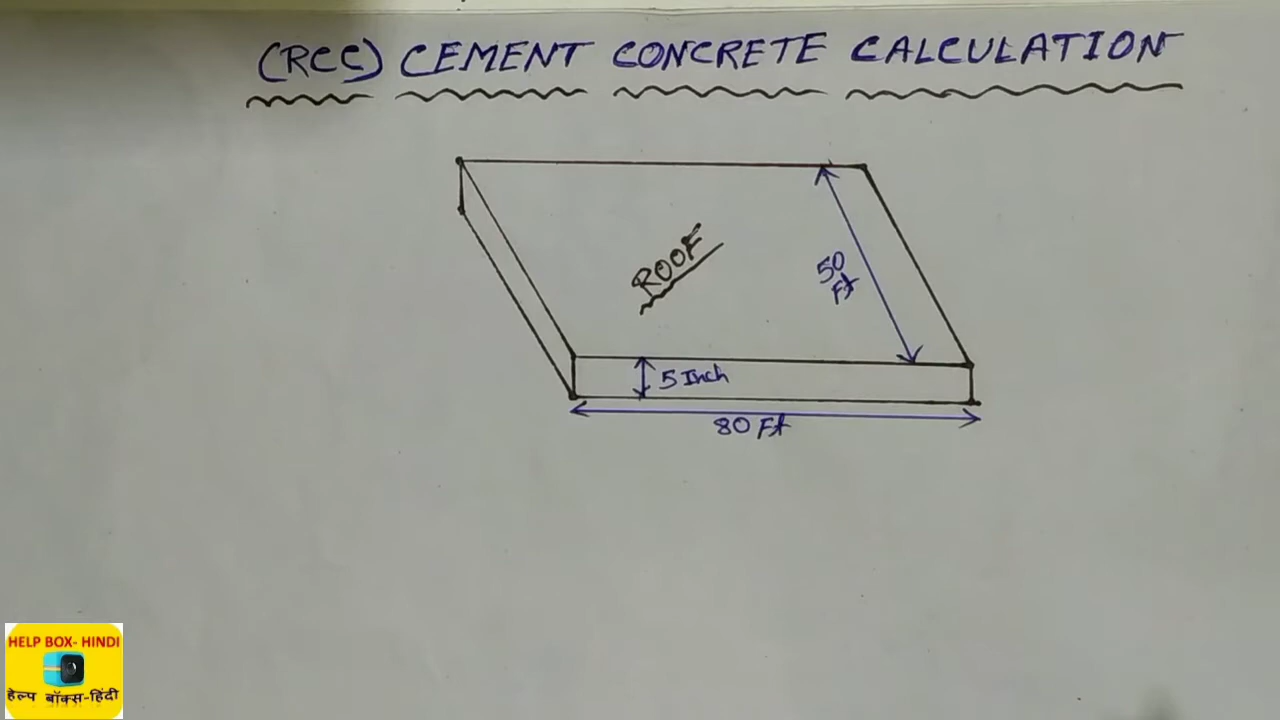 (RCC) CEMENT CONCRETE CALCULATION
ROOF
50
Ft
5 Inch
80 Ft
HELP BOX- HINDI
हेल्प बॉक्स-हिंदी